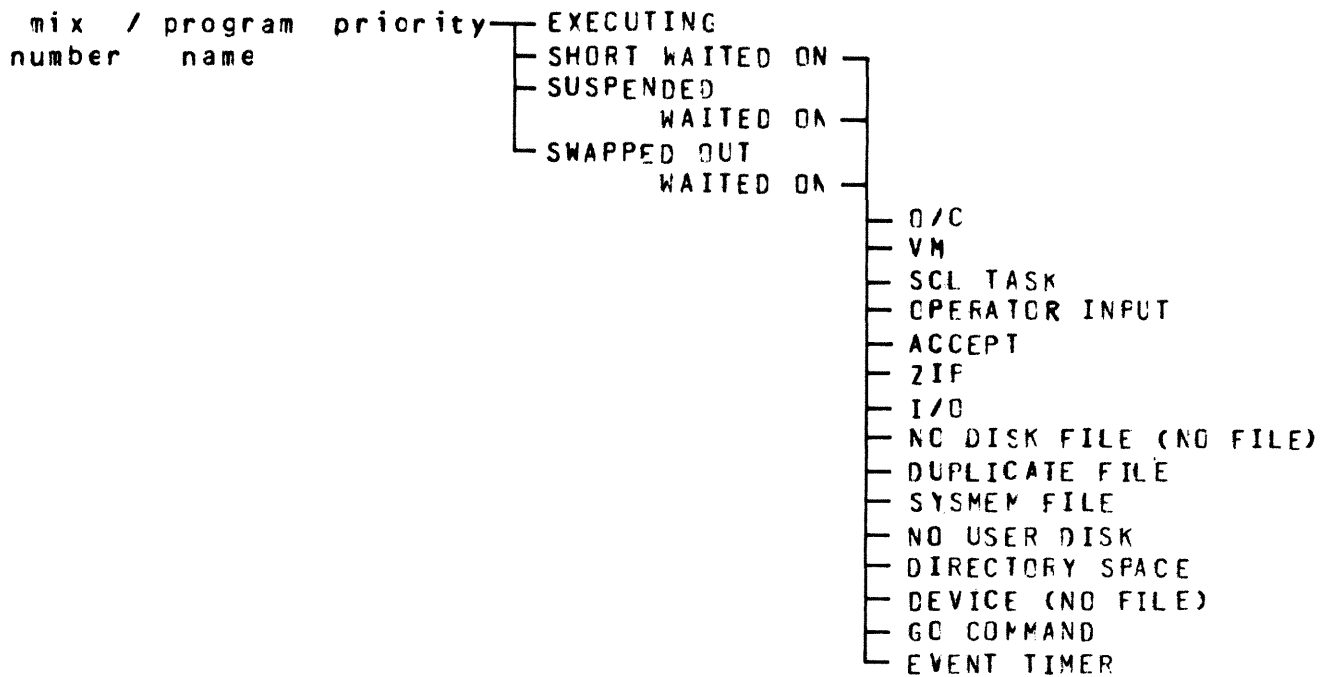 mix / program priority EXECUTING
number name SHORT WAITED ON
SUSPENDED
WAITED ON
SWAPPED OUT
WAITED ON
O/C
VM
SCL TASK
OPERATOR INPUT
ACCEPT
ZIP
I/O
NO DISK FILE (NO FILE)
DUPLICATE FILE
SYSMEM FILE
NO USER DISK
DIRECTORY SPACE
DEVICE (NO FILE)
GO COMMAND
EVENT TIMER